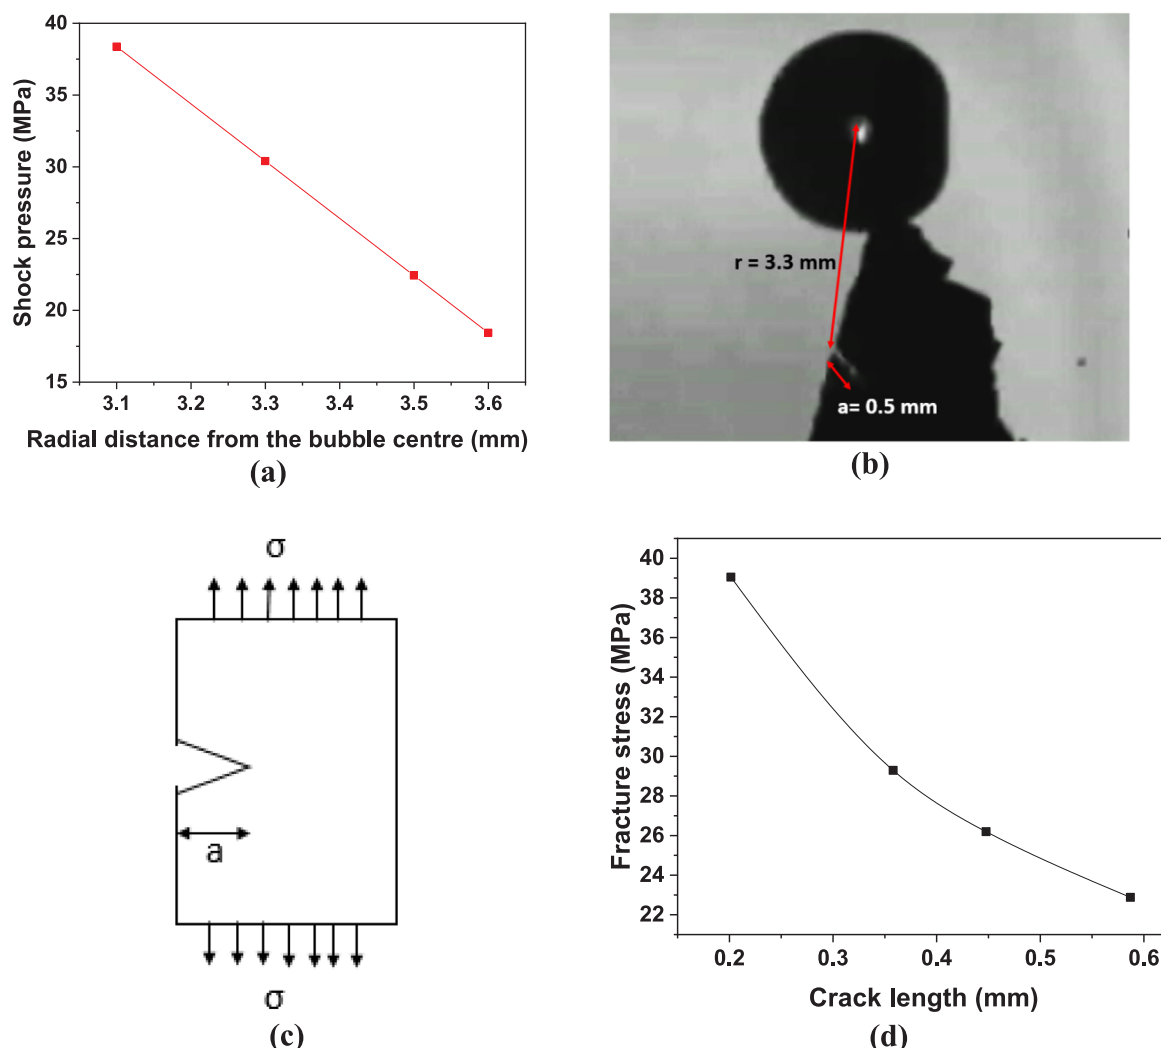 40
35
30
25
20
15
3.1 3.2 3.3 3.4 3.5 3.6
Shock pressure (MPa)
Radial distance from the bubble centre (mm)
(a)
r = 3.3 mm
a= 0.5 mm
(b)
σ
a
σ
(c)
40
38
36
34
32
30
28
26
24
22
0.2 0.3 0.4 0.5 0.6
Fracture stress (MPa)
Crack length (mm)
(d)